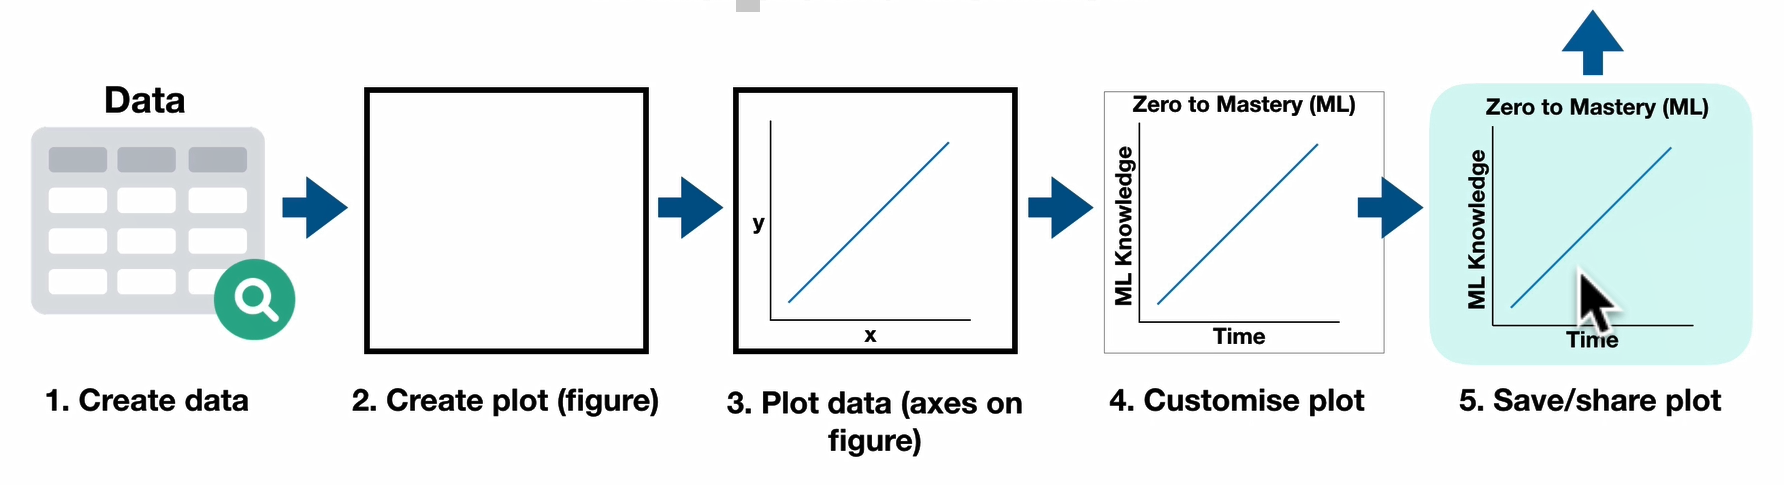 Data
1. Create data
2. Create plot (figure)
y
x
3. Plot data (axes on
figure)
Zero to Mastery (ML)
ML Knowledge
Time
4. Customise plot
Zero to Mastery (ML)
ML Knowledge
Time
5. Save/share plot